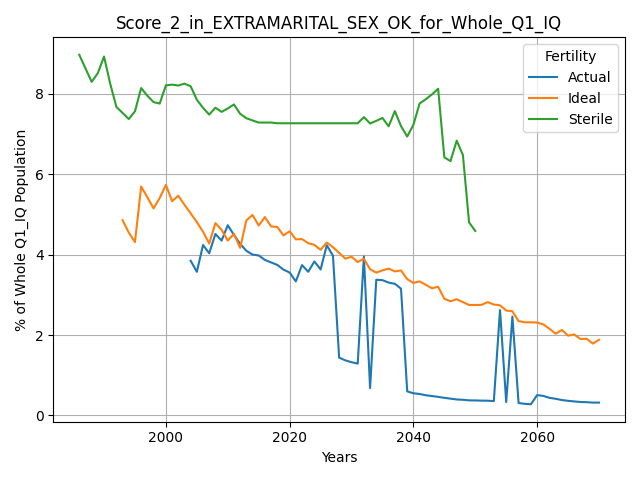 Score_2_in_EXTRAMARITAL_SEX_OK_for_Whole_Q1_IQ
Fertility
Actual
Ideal
Sterile
% of Whole Q1_IQ Population
8
6
4
2
0
2000
2020
2040
2060
Years